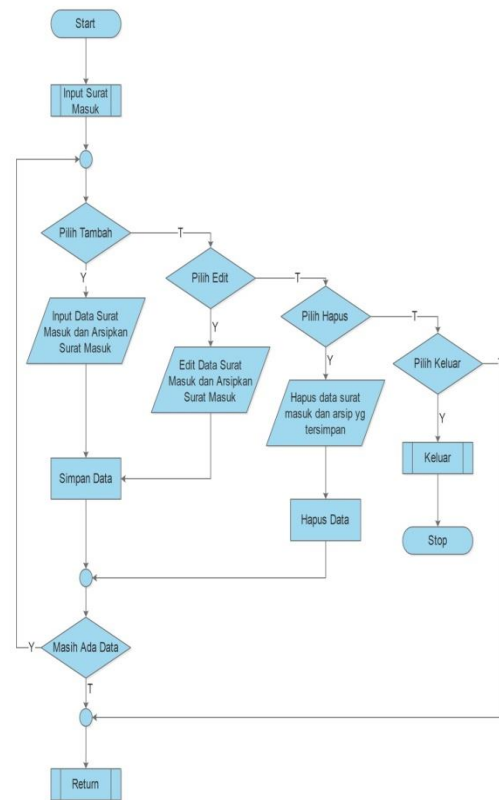 Start
Input Surat
Masuk
Pilih Tambah
T
Y
Pilih Edit
T
Y
Pilih Hapus
T
Y
Pilih Keluar
Y
Input Data Surat
Masuk dan Arsipkan
Surat Masuk
Edit Data Surat
Masuk dan Arsipkan
Surat Masuk
Hapus data surat
masuk dan arsip yg
tersimpan
Keluar
Simpan Data
Hapus Data
Stop
Masih Ada Data
Y
T
Return